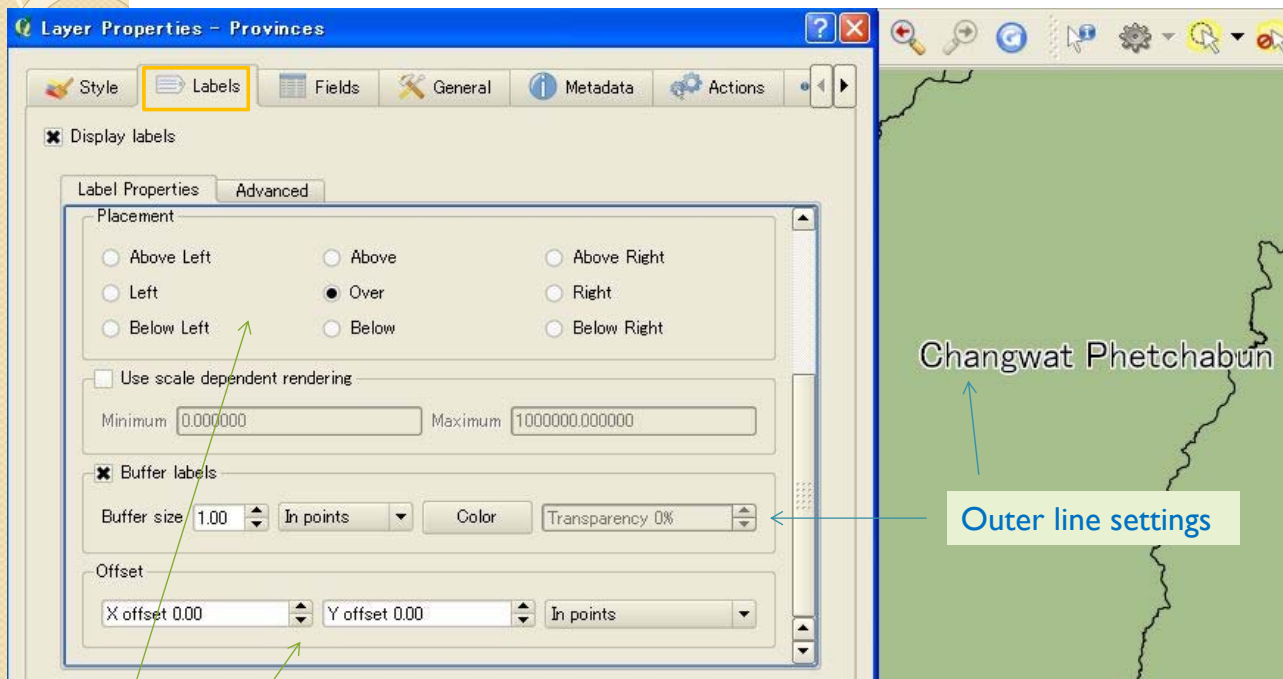 Layer Properties - Provinces
Style Labels Fields General Metadata Actions
Display labels
Label Properties Advanced
Placement
Above Left Above Above Right
Left Over Right
Below Left Below Below Right
Use scale dependent rendering
Minimum 0.000000 Maximum 1000000.000000
Buffer labels
Buffer size 1.00 In points Color Transparency 0%
Offset
X offset 0.00 Y offset 0.00 In points
Changwat Phetchabun
Outer line settings